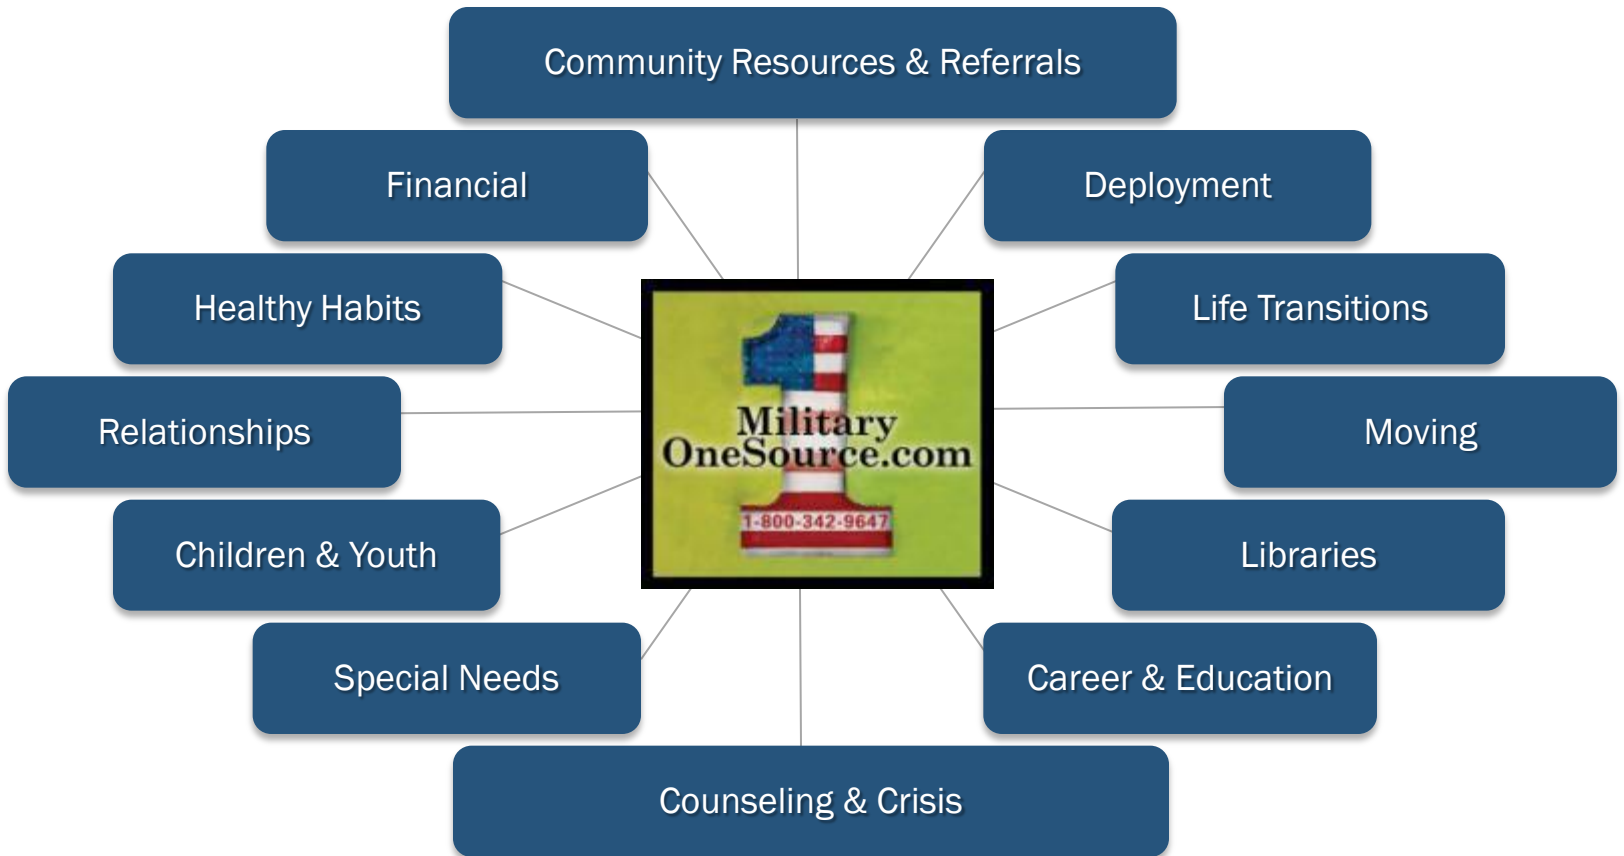 Community Resources & Referrals
Financial
Deployment
Healthy Habits
Life Transitions
Relationships
Military
OneSource.com
1-800-342-9647
Moving
Children & Youth
Libraries
Special Needs
Career & Education
Counseling & Crisis